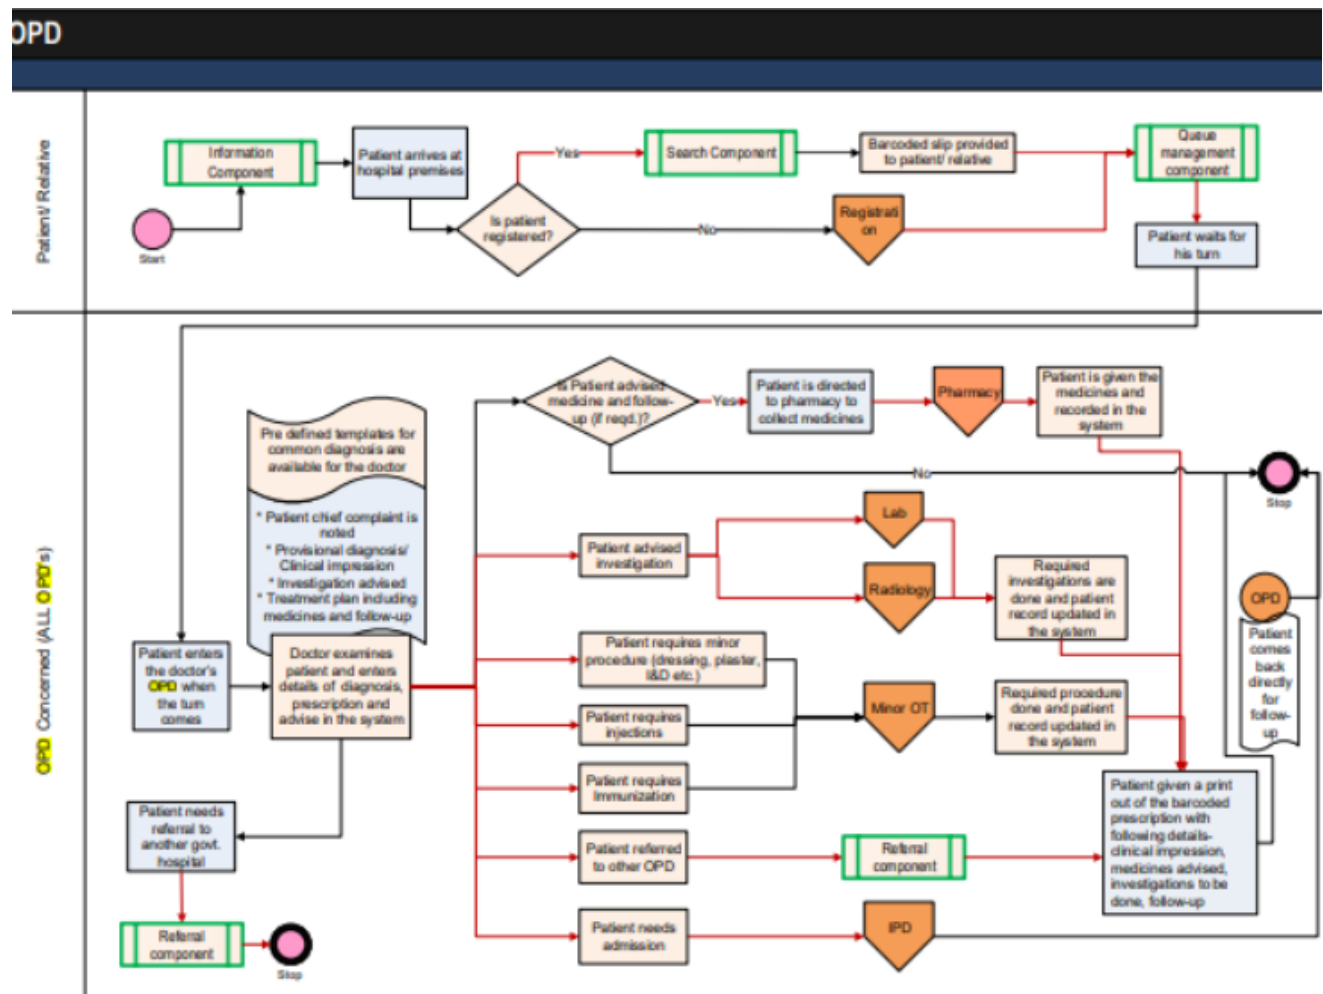 OPD
Patient/ Relative
Information
Component
Patient arrives at
hospital premises
Start
Is patient
registered?
Yes
Search Component
Barcoded slip provided
to patient/ relative
Queue
management
component
No
Registrati
on
Patient waits for
his turn
OPD Concerned (ALL OPD's)
Pre defined templates for
common diagnosis are
available for the doctor
* Patient chief complaint is
noted
* Provisional diagnosis/
Clinical impression
* Investigation advised
* Treatment plan including
medicines and follow-up
Patient enters
the doctor's
OPD when
the turn
comes
Doctor examines
patient and enters
details of diagnosis,
prescription and
advise in the system
Patient needs
referral to
another govt.
hospital
Referral
component
Stop
Is Patient advised
medicine and follow-
up (if reqd.)?
Yes
Patient is directed
to pharmacy to
collect medicines
Pharmacy
Patient is given the
medicines and
recorded in the
system
No
Stop
Patient advised
investigation
Lab
Radiology
Required
investigations are
done and patient
record updated in
the system
Patient requires minor
procedure (dressing, plaster,
I&D etc.)
Patient requires
injections
Patient requires
Immunization
Minor OT
Required procedure
done and patient
record updated in
the system
OPD
Patient
comes
back
directly
for
follow-
up
Patient referred
to other OPD
Referral
component
Patient given a print
out of the barcoded
prescription with
following details-
clinical impression,
medicines advised,
investigations to be
done, follow-up
Patient needs
admission
IPD